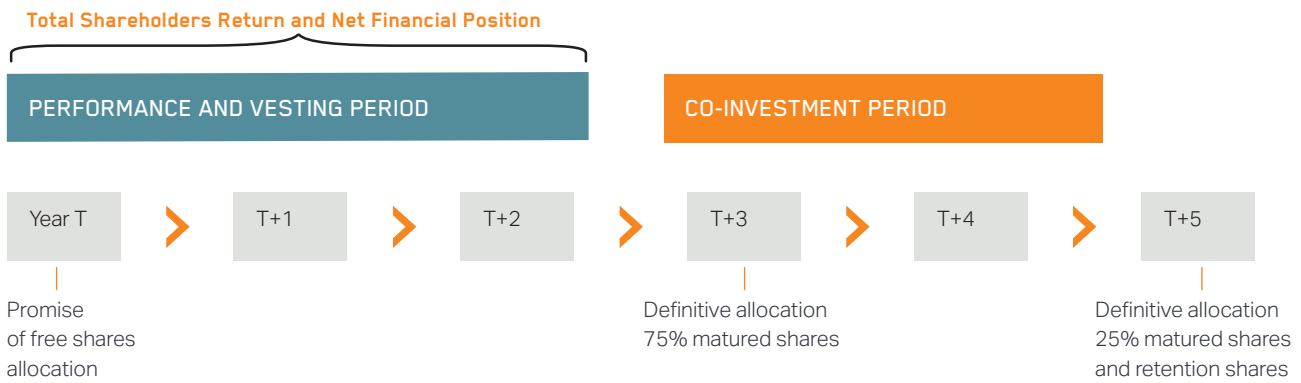 Total Shareholders Return and Net Financial Position
PERFORMANCE AND VESTING PERIOD
CO-INVESTMENT PERIOD
Year T
T+1
T+2
T+3
T+4
T+5
Promise
of free shares
allocation
Definitive allocation
75% matured shares
Definitive allocation
25% matured shares
and retention shares